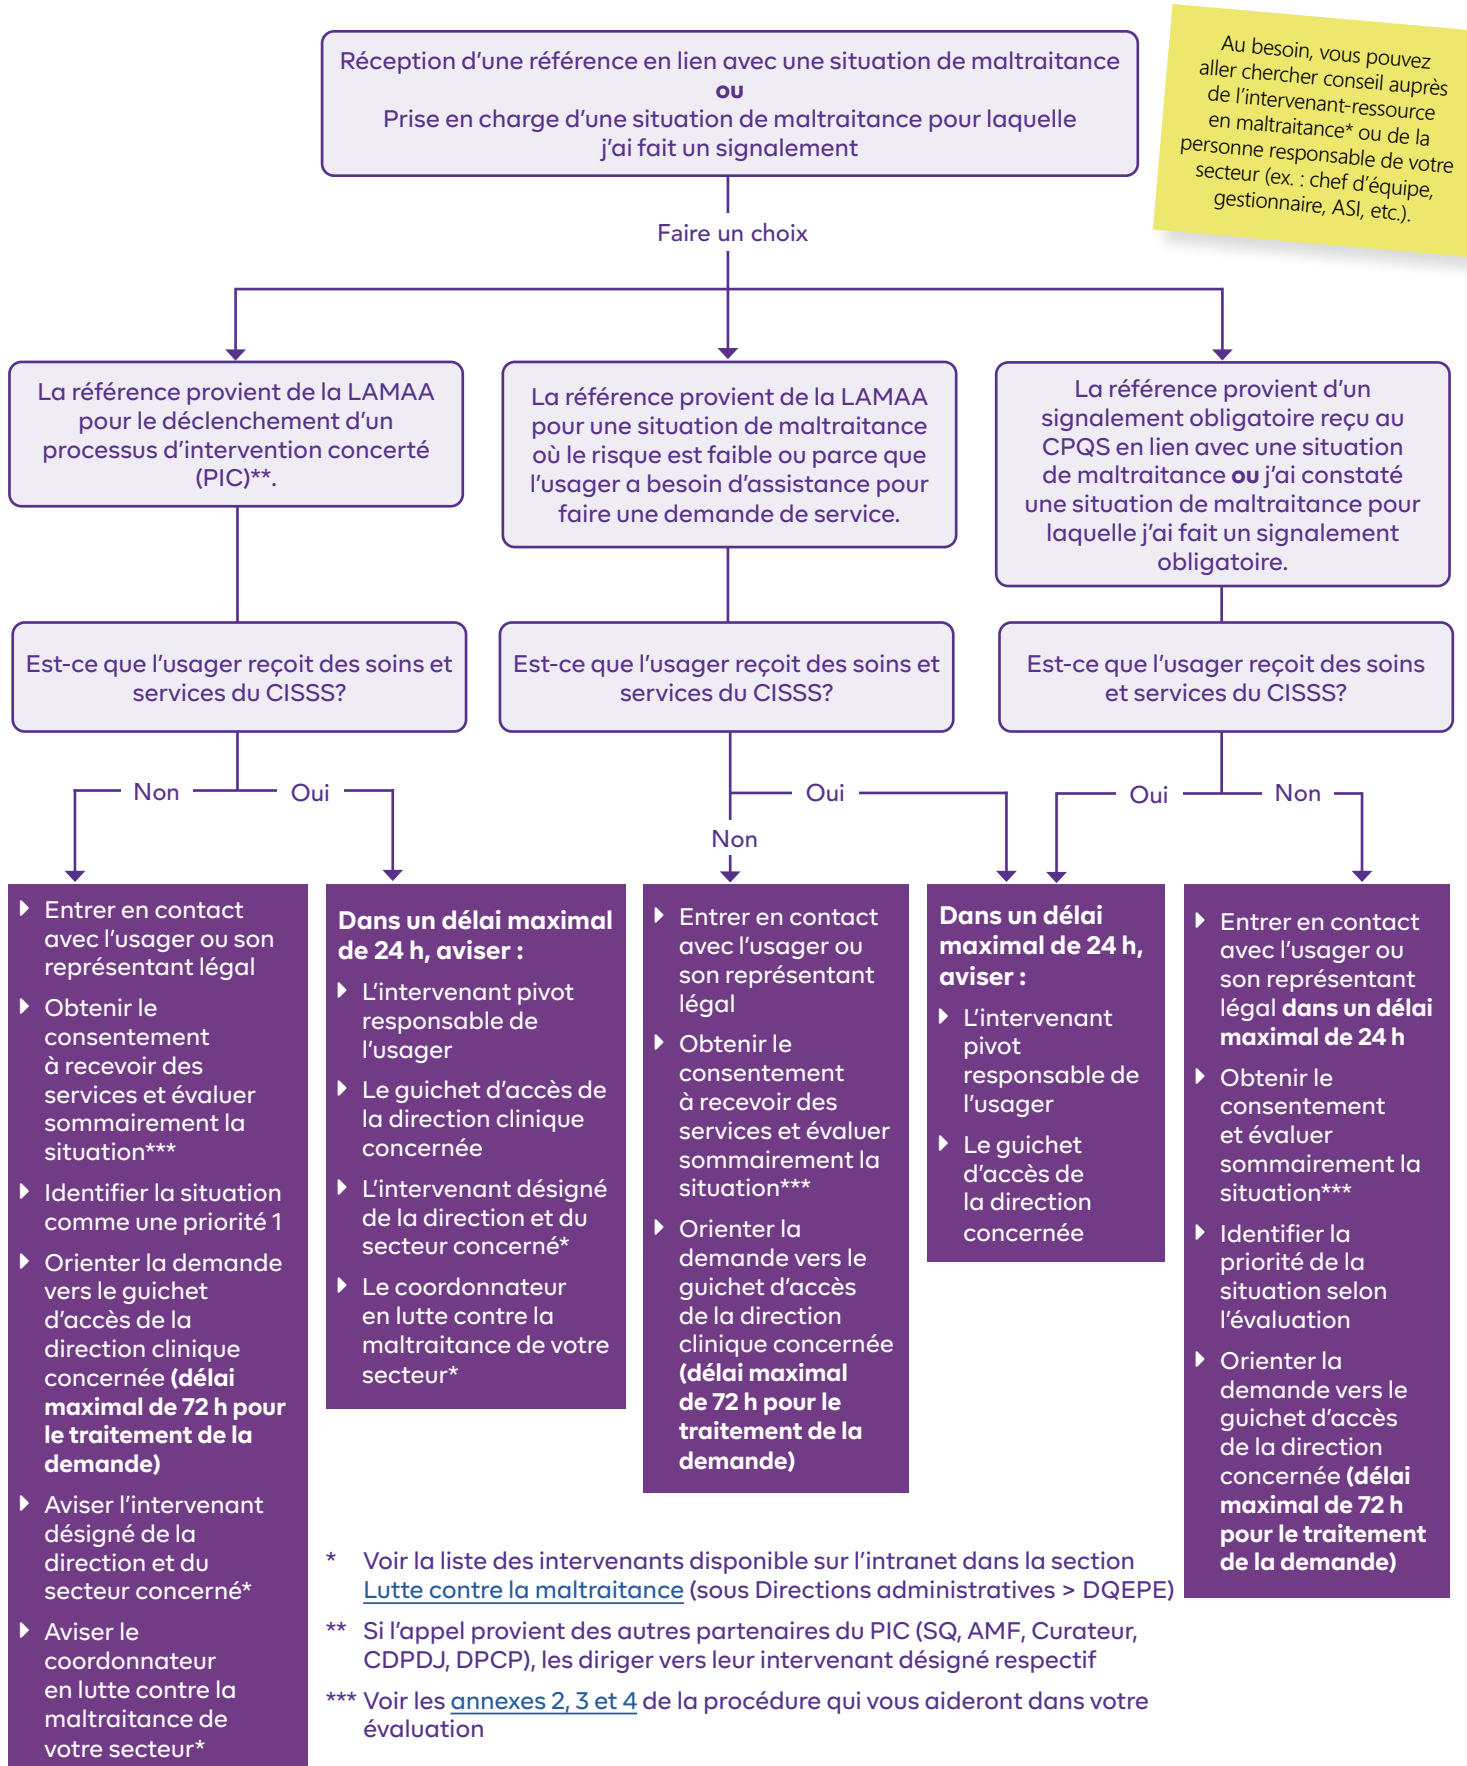 Réception d'une référence en lien avec une situation de maltraitance
ou
Prise en charge d'une situation de maltraitance pour laquelle
j'ai fait un signalement
Au besoin, vous pouvez
aller chercher conseil auprès
de l'intervenant-ressource
en maltraitance* ou de la
personne responsable de votre
secteur (ex. : chef d'équipe,
gestionnaire, ASI, etc.).
Faire un choix
La référence provient de la LAMAA
pour le déclenchement d'un
processus d'intervention concerté
(PIC)**.
La référence provient de la LAMAA
pour une situation de maltraitance
où le risque est faible ou parce que
l'usager a besoin d'assistance pour
faire une demande de service.
La référence provient d'un
signalement obligatoire reçu au
CPQS en lien avec une situation
de maltraitance ou j'ai constaté
une situation de maltraitance pour
laquelle j'ai fait un signalement
obligatoire.
Est-ce que l'usager reçoit des soins et
services du CISSS?
Est-ce que l'usager reçoit des soins et
services du CISSS?
Est-ce que l'usager reçoit des soins
et services du CISSS?
Non
Oui
Oui
Non
Oui
Non
Entrer en contact
avec l'usager ou son
représentant légal
Obtenir le
consentement
à recevoir des
services et évaluer
sommairement la
situation***
Identifier la situation
comme une priorité 1
Orienter la demande
vers le guichet
d'accès de la
direction clinique
concernée (délai
maximal de 72 h pour
le traitement de la
demande)
Aviser l'intervenant
désigné de la
direction et du
secteur concerné*
Aviser le
coordonnateur
en lutte contre la
maltraitance de
votre secteur*
Dans un délai maximal
de 24 h, aviser :
L'intervenant pivot
responsable de
l'usager
Le guichet d'accès de
la direction clinique
concernée
L'intervenant désigné
de la direction et du
secteur concerné*
Le coordonnateur
en lutte contre la
maltraitance de votre
secteur*
Entrer en contact
avec l'usager ou
son représentant
légal
Obtenir le
consentement
à recevoir des
services et évaluer
sommairement la
situation***
Orienter la
demande vers le
guichet d'accès
de la direction
clinique concernée
(délai maximal
de 72 h pour le
traitement de la
demande)
Dans un délai
maximal de 24 h,
aviser :
L'intervenant
pivot
responsable de
l'usager
Le guichet
d'accès de
la direction
concernée
Entrer en contact
avec l'usager ou
son représentant
légal dans un délai
maximal de 24 h
Obtenir le
consentement
et évaluer
sommairement la
situation***
Identifier la
priorité de la
situation selon
l'évaluation
Orienter la
demande vers le
guichet d'accès
de la direction
concernée (délai
maximal de 72 h
pour le traitement
de la demande)
* Voir la liste des intervenants disponible sur l'intranet dans la section
Lutte contre la maltraitance (sous Directions administratives > DQEPE)
** Si l'appel provient des autres partenaires du PIC (SQ, AMF, Curateur,
CDPDJ, DPCP), les diriger vers leur intervenant désigné respectif
*** Voir les annexes 2, 3 et 4 de la procédure qui vous aideront dans votre
évaluation